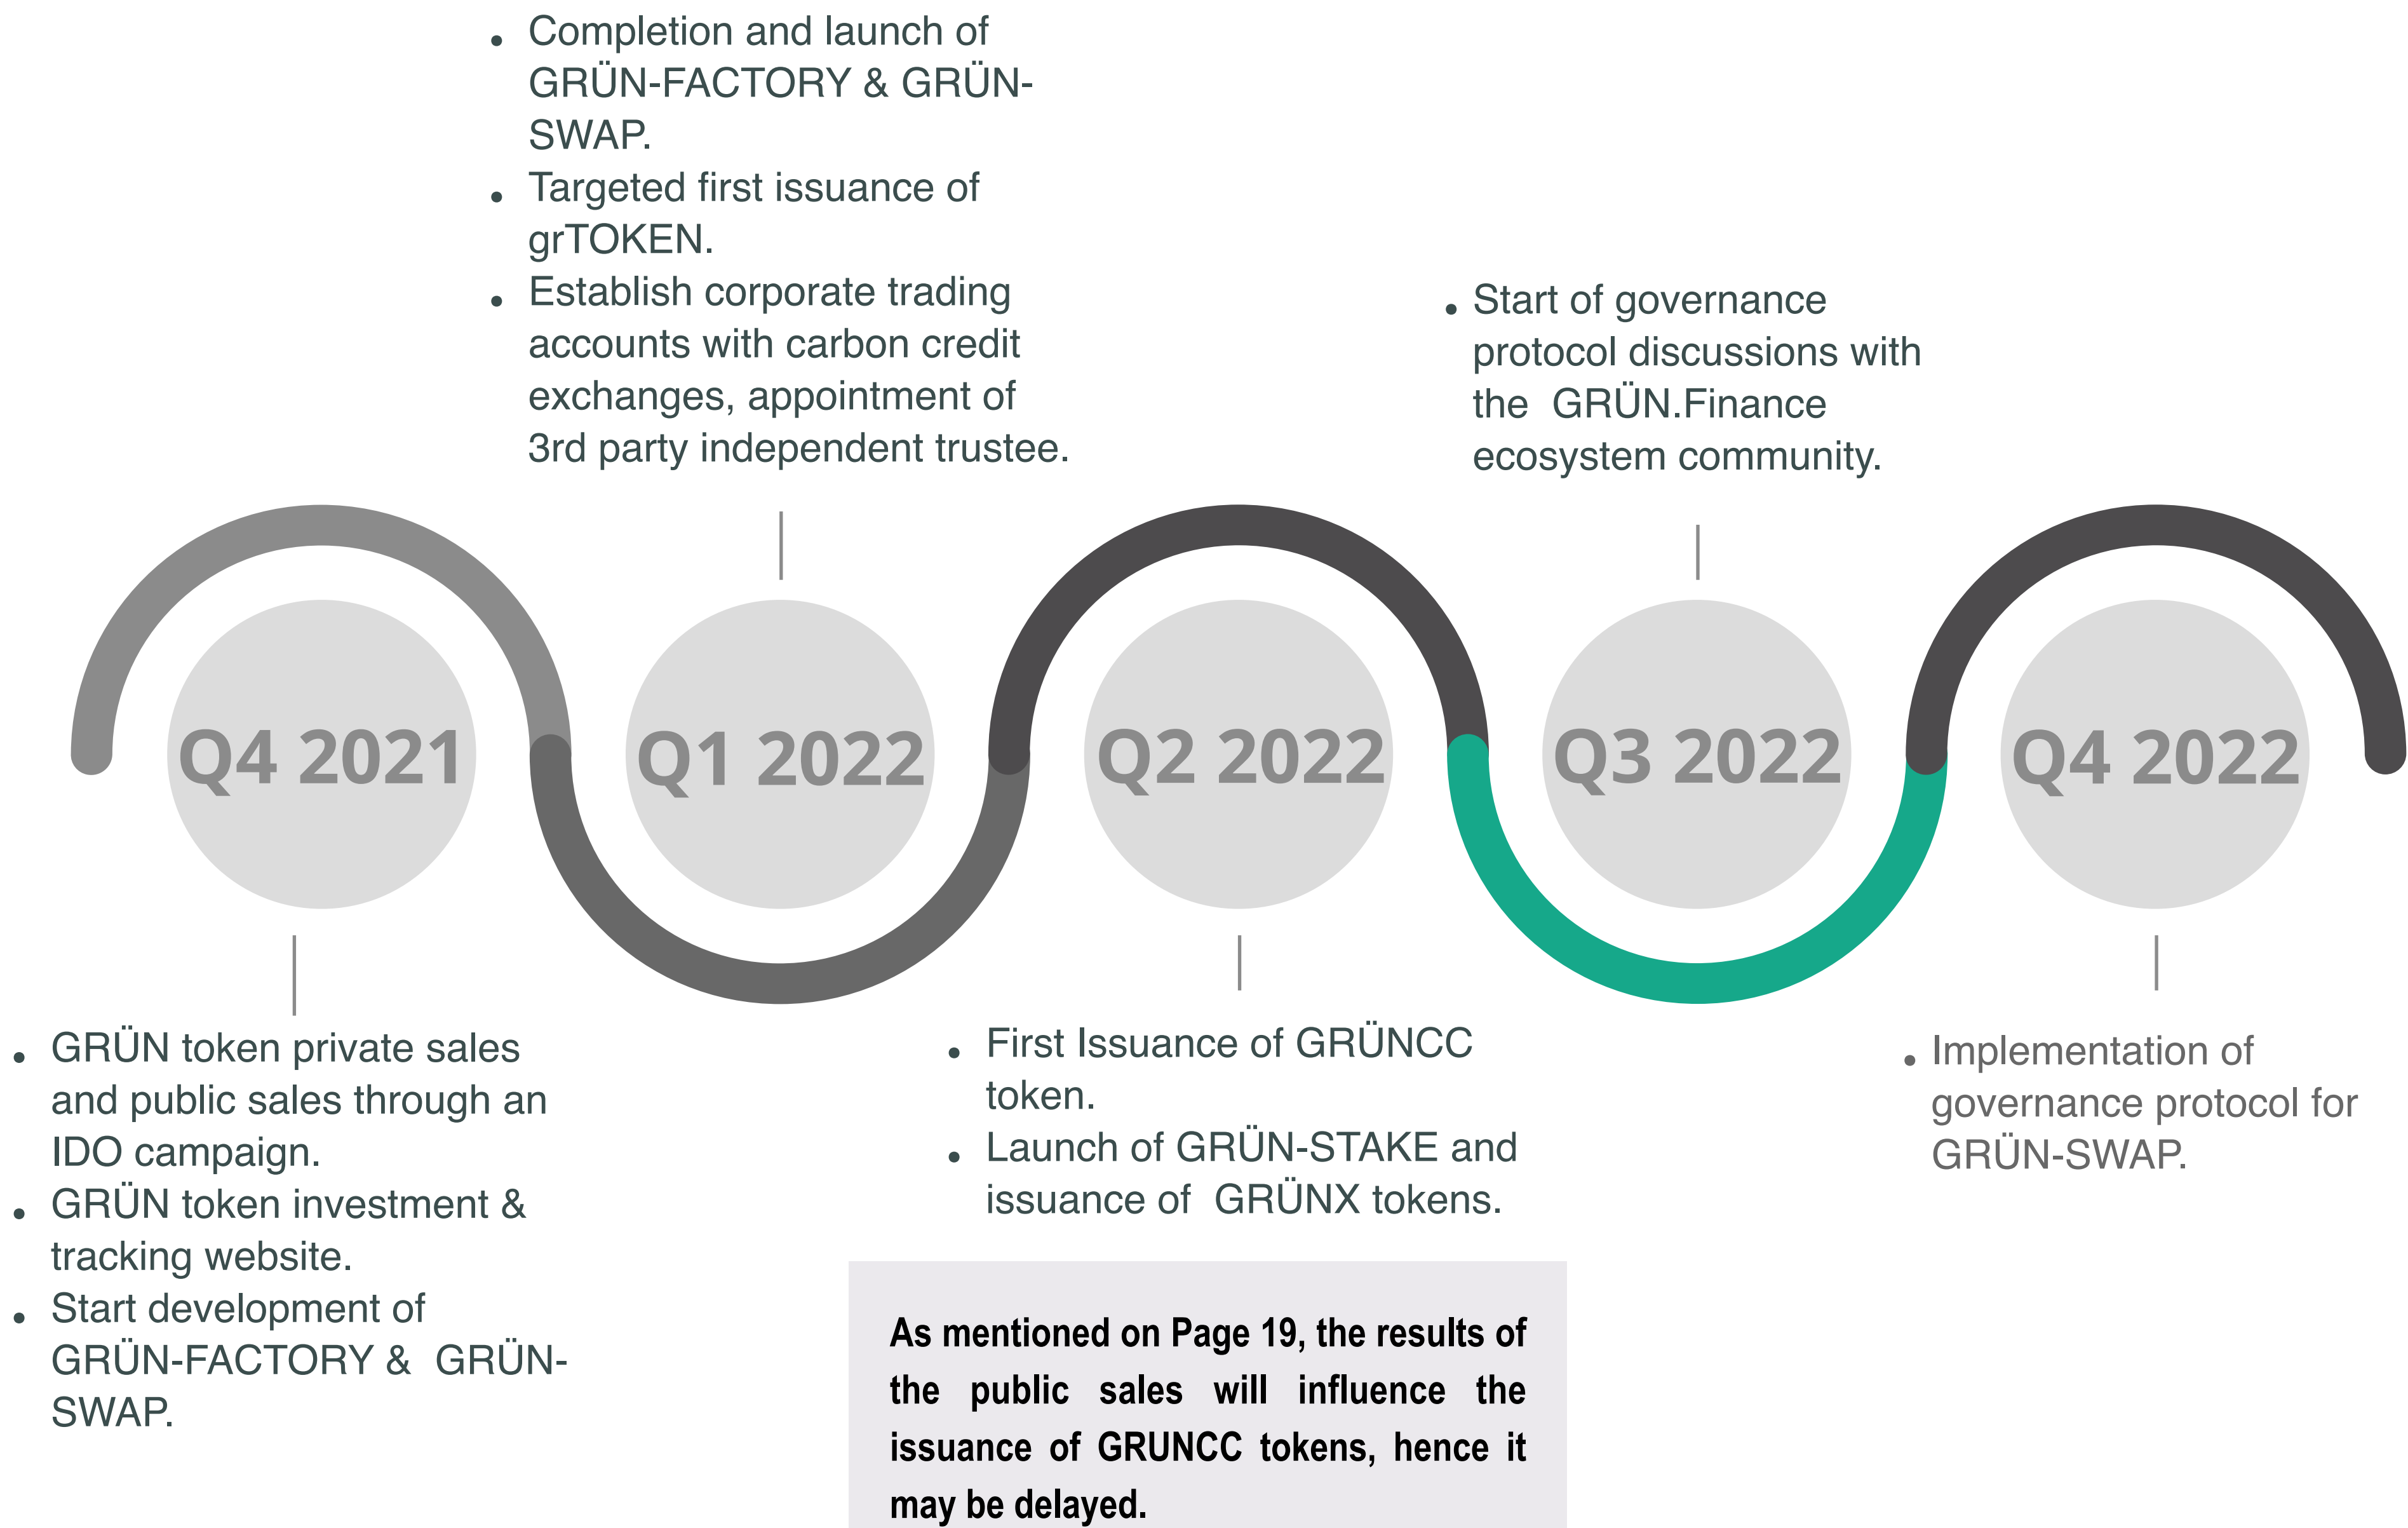 Completion and launch of
GRÜN-FACTORY & GRÜN-
SWAP.
Targeted first issuance of
grTOKEN.
Establish corporate trading
accounts with carbon credit
exchanges, appointment of
3rd party independent trustee.
Start of governance
protocol discussions with
the GRÜN.Finance
ecosystem community.
Q4 2021
Q1 2022
Q2 2022
Q3 2022
Q4 2022
GRÜN token private sales
and public sales through an
IDO campaign.
GRÜN token investment &
tracking website.
Start development of
GRÜN-FACTORY & GRÜN-
SWAP.
First Issuance of GRÜNCC
token.
Launch of GRÜN-STAKE and
issuance of GRÜNX tokens.
Implementation of
governance protocol for
GRÜN-SWAP.
As mentioned on Page 19, the results of
the public sales will influence the
issuance of GRUNCC tokens, hence it
may be delayed.